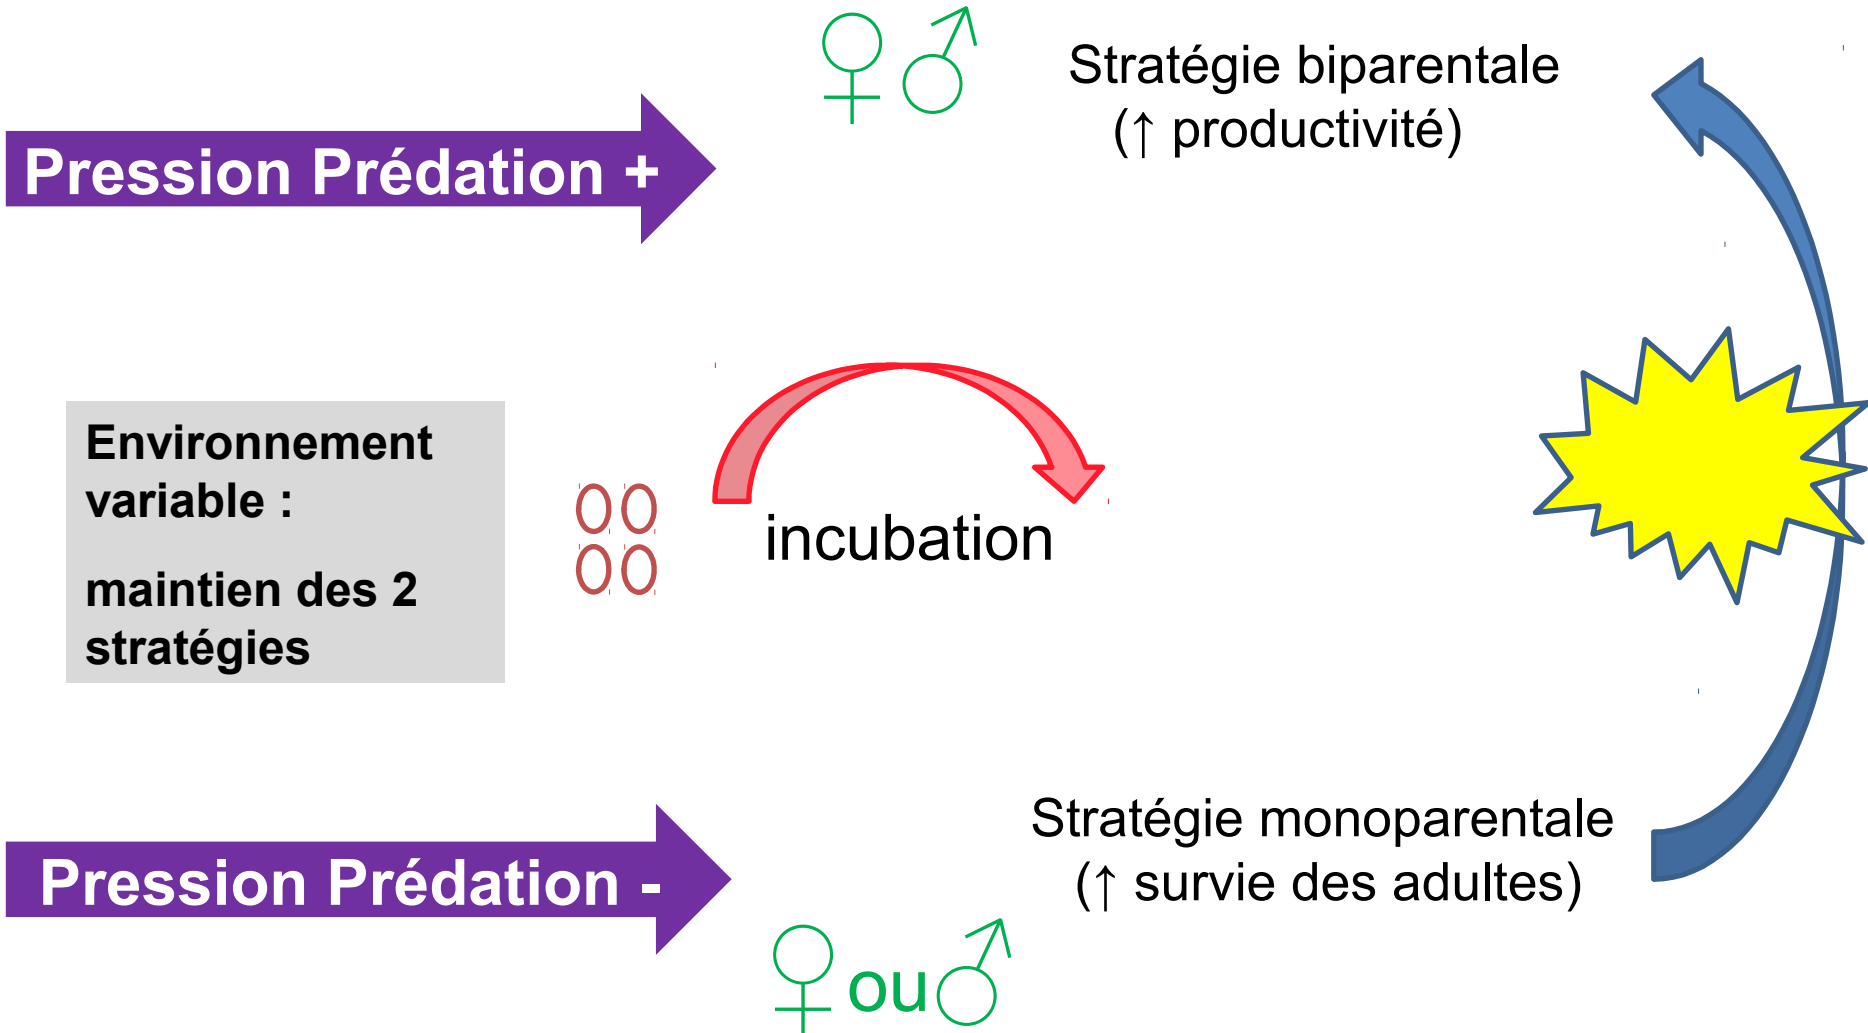 Stratégie biparentale
(↑ productivité)
Pression Prédation +
Environnement
variable :
maintien des 2
stratégies
incubation
Stratégie monoparentale
(↑ survie des adultes)
Pression Prédation -
♀ou♂